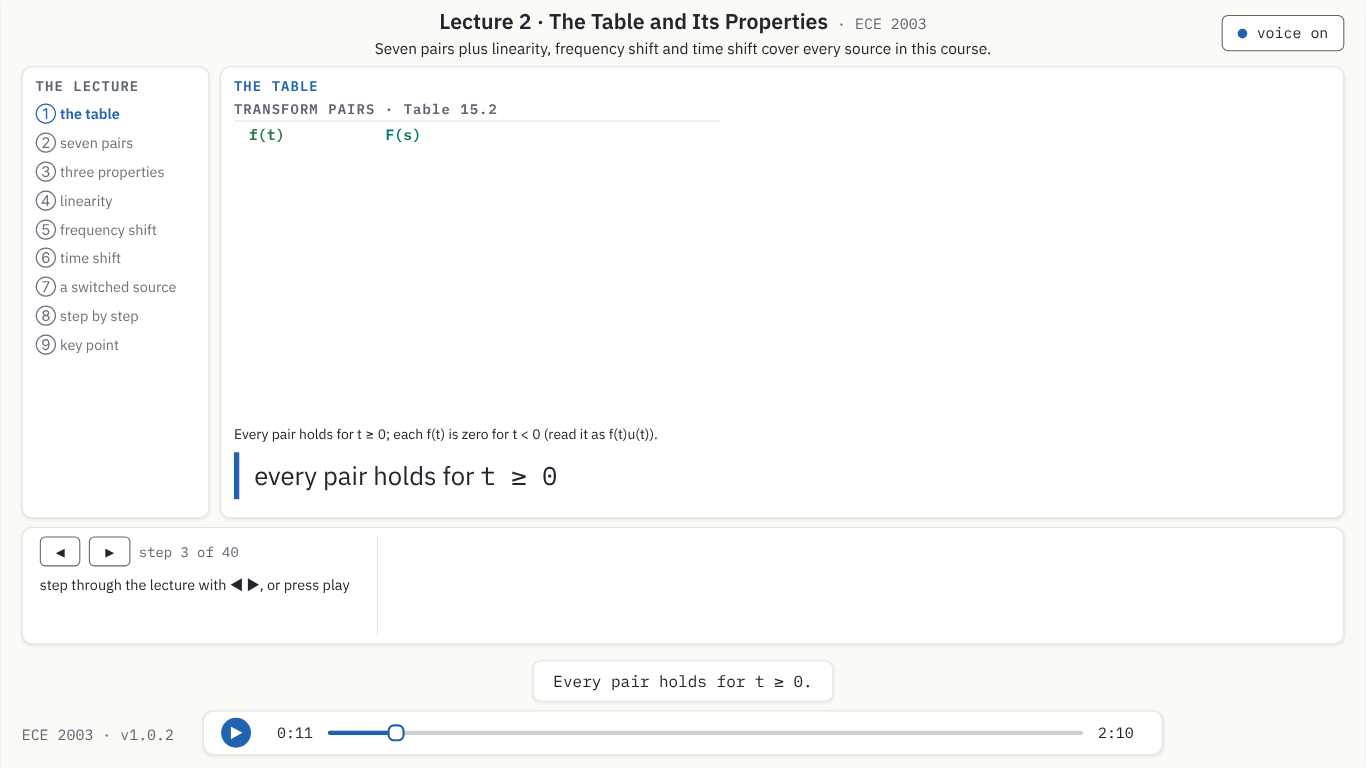 Lecture 2 · The Table and Its Properties · ECE 2003
Seven pairs plus linearity, frequency shift and time shift cover every source in this course.
● voice on
THE LECTURE
① the table
② seven pairs
③ three properties
④ linearity
⑤ frequency shift
⑥ time shift
⑦ a switched source
⑧ step by step
⑨ key point
THE TABLE
TRANSFORM PAIRS · Table 15.2
f(t) F(s)
Every pair holds for t ≥ 0; each f(t) is zero for t < 0 (read it as f(t)u(t)).
every pair holds for t ≥ 0
◀ ▶ step 3 of 40
step through the lecture with ◀ ▶, or press play
Every pair holds for t ≥ 0.
ECE 2003 · v1.0.2
0:11
2:10